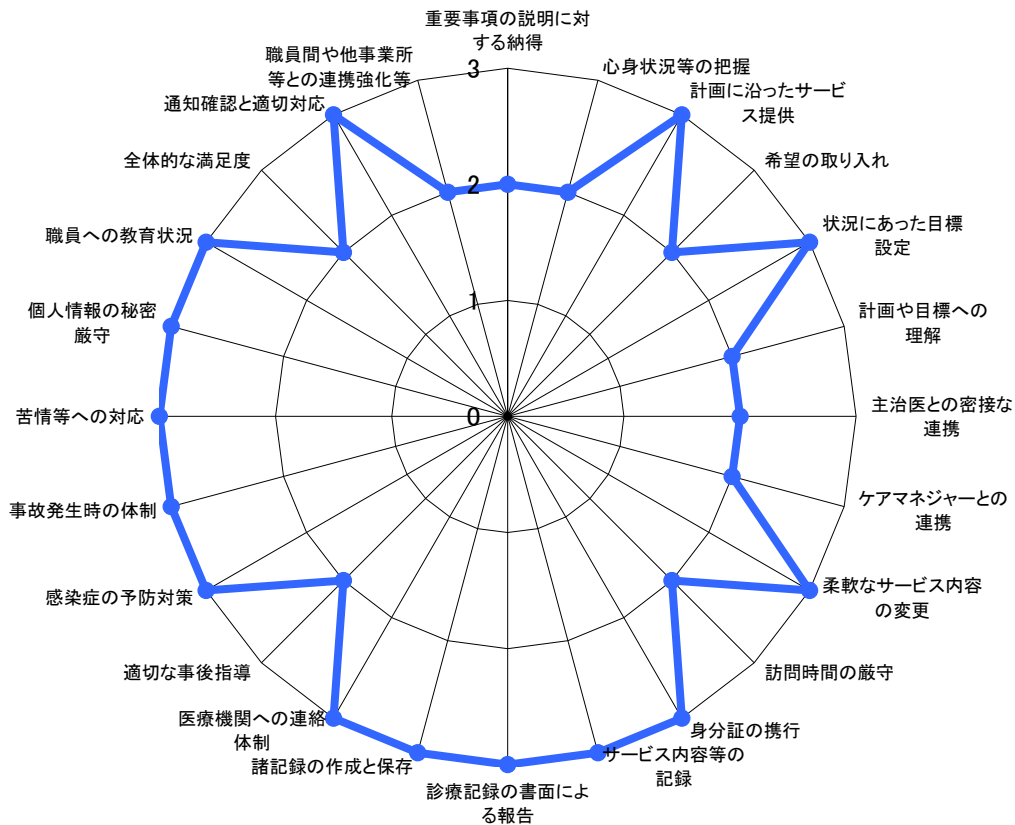 重要事項の説明に対
する納得
心身状況等の把握
計画に沿ったサービ
ス提供
希望の取り入れ
状況にあった目標
設定
計画や目標への
理解
主治医との密接な
連携
ケアマネジャーとの
連携
柔軟なサービス内容
の変更
訪問時間の厳守
身分証の携行
サービス内容等の
記録
診療記録の書面によ
る報告
諸記録の作成と保存
医療機関への連絡
体制
適切な事後指導
感染症の予防対策
事故発生時の体制
苦情等への対応
個人情報の秘密
厳守
職員への教育状況
全体的な満足度
通知確認と適切対応
職員間や他事業所
等との連携強化等
3
2
1
0